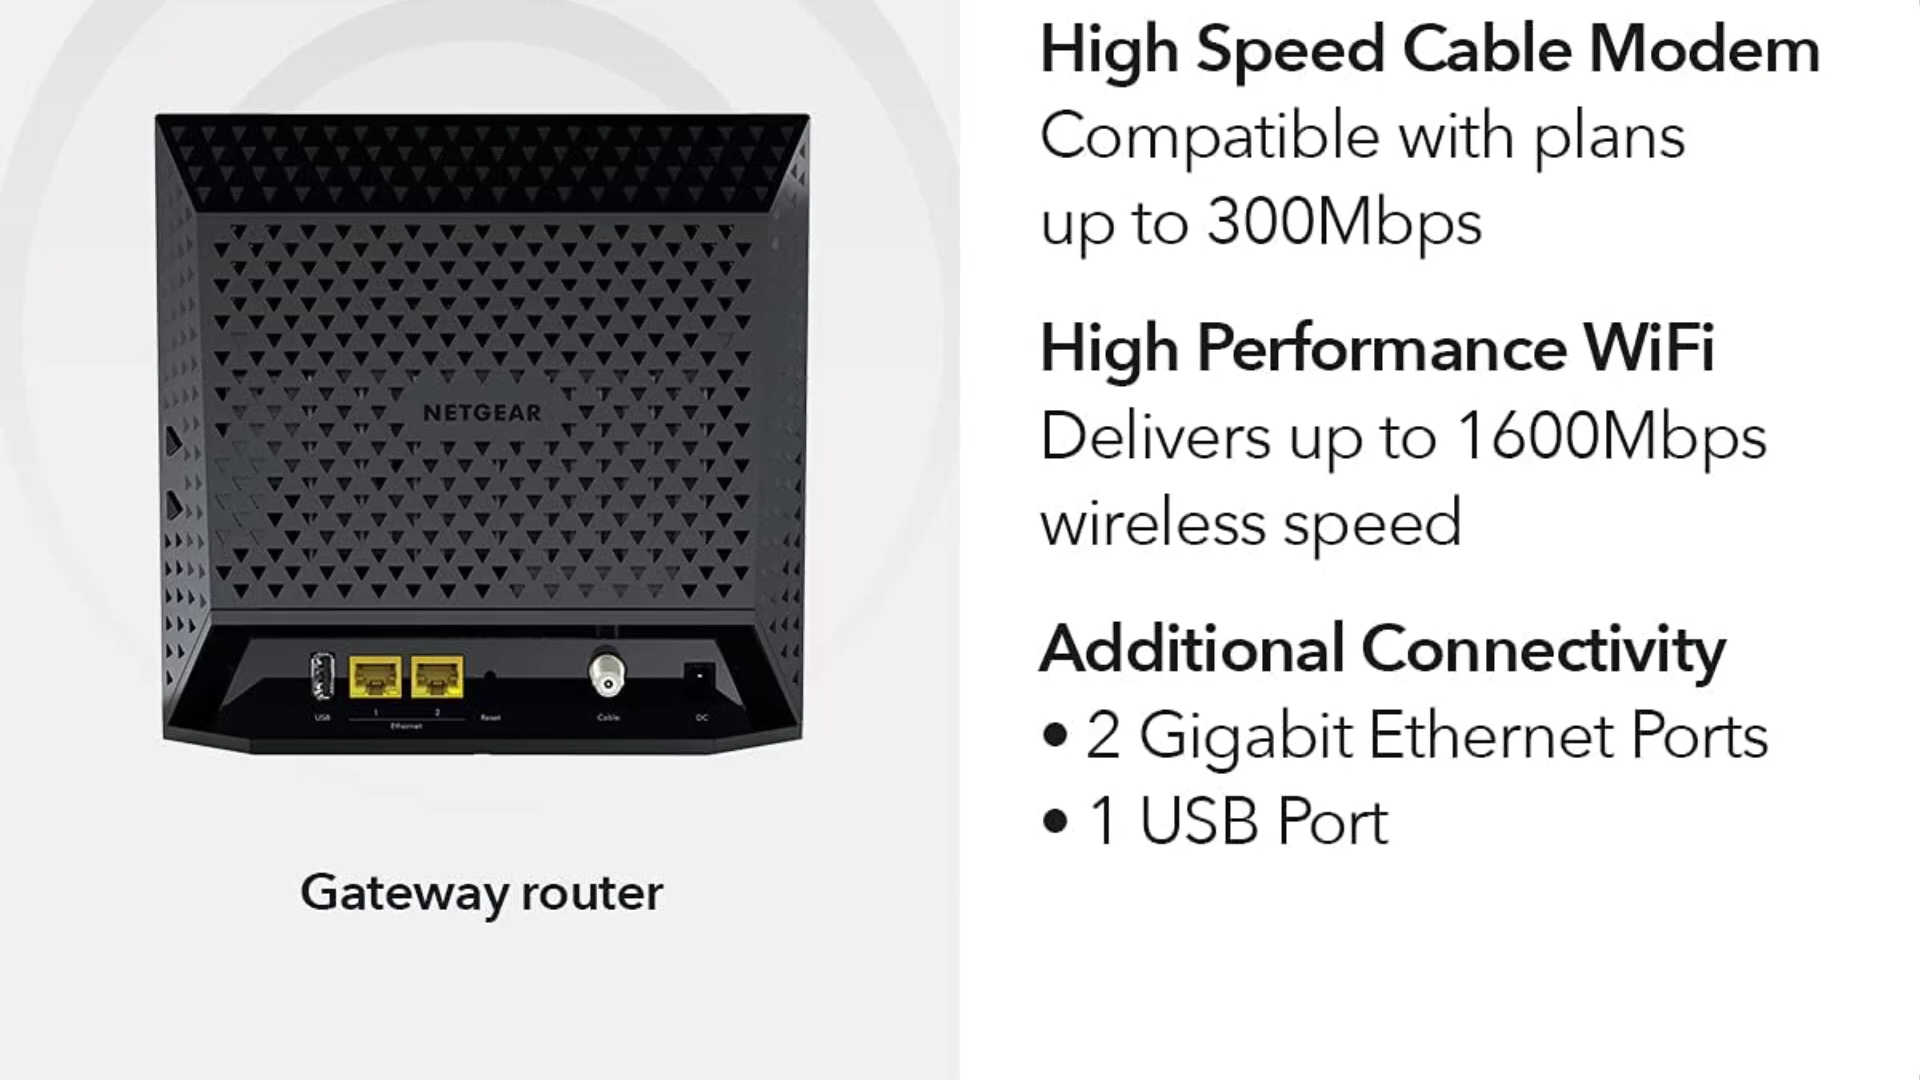 High Speed Cable Modem
Compatible with plans
up to 300Mbps
High Performance WiFi
Delivers up to 1600Mbps
wireless speed
Additional Connectivity
• 2 Gigabit Ethernet Ports
• 1 USB Port
NETGEAR
USB 1 2 Reset Cable DC
Ethernet
Gateway router